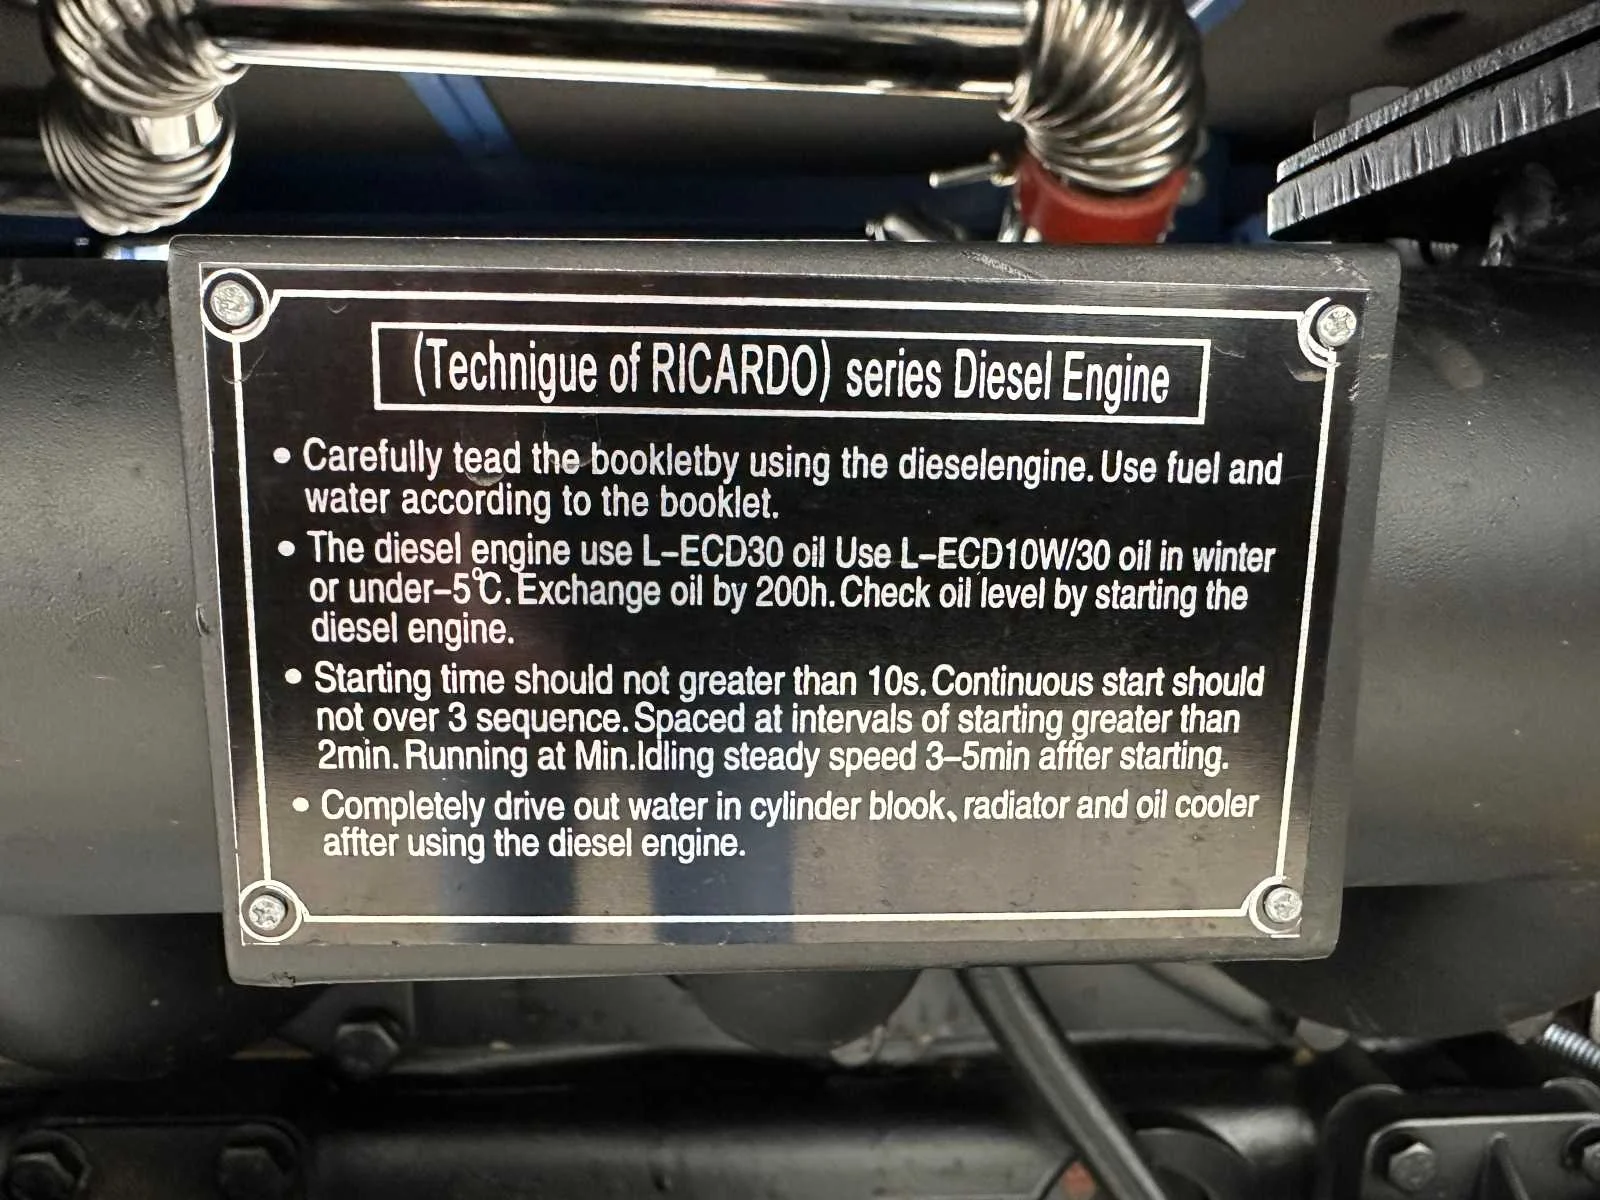 (Technigue of RICARDO) series Diesel Engine
• Carefully tead the bookletby using the dieselengine. Use fuel and
water according to the booklet.
• The diesel engine use L–ECD30 oil Use L–ECD10W/30 oil in winter
or under–5℃. Exchange oil by 200h. Check oil level by starting the
diesel engine.
• Starting time should not greater than 10s. Continuous start should
not over 3 sequence. Spaced at intervals of starting greater than
2min. Running at Min.Idling steady speed 3–5min affter starting.
• Completely drive out water in cylinder blook、radiator and oil cooler
affter using the diesel engine.